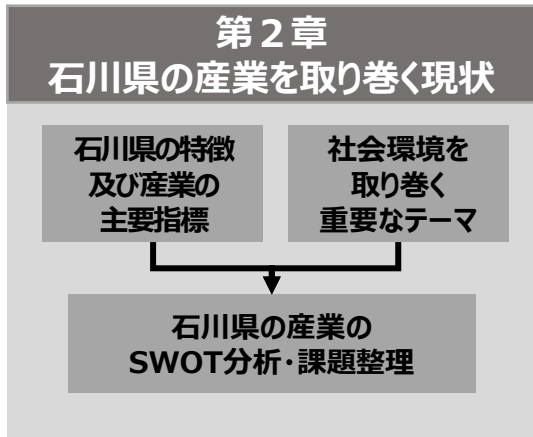 第２章
石川県の産業を取り巻く現状
石川県の特徴
及び産業の
主要指標
社会環境を
取り巻く
重要なテーマ
石川県の産業の
SWOT分析・課題整理